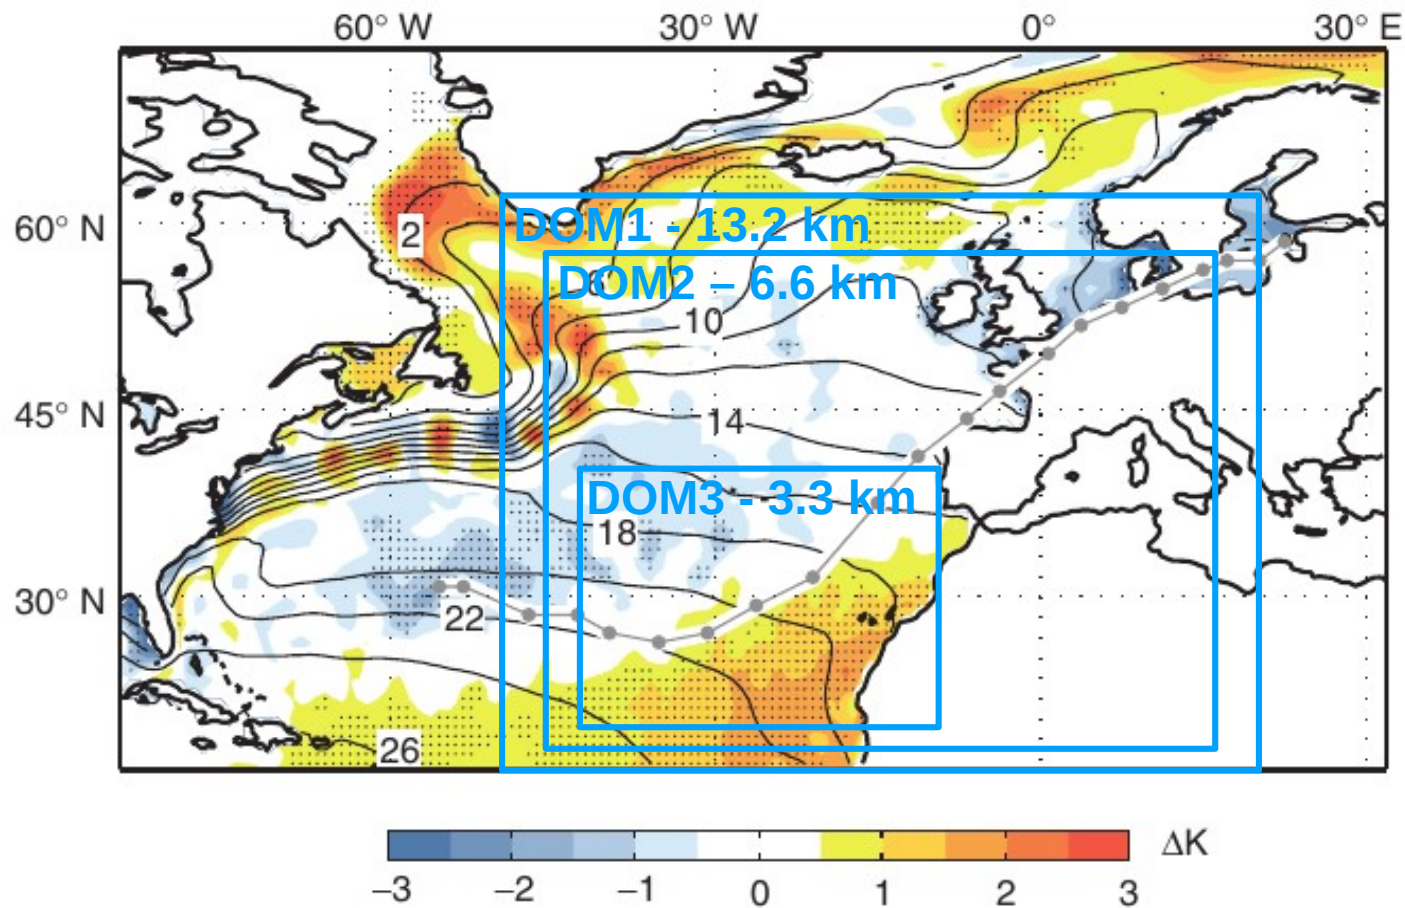 60° W 30° W 0° 30° E
60° N
45° N
30° N
2
DOM1 - 13.2 km
DOM2 – 6.6 km
10
14
DOM3 - 3.3 km
18
22
26
−3 −2 −1 0 1 2 3
ΔK